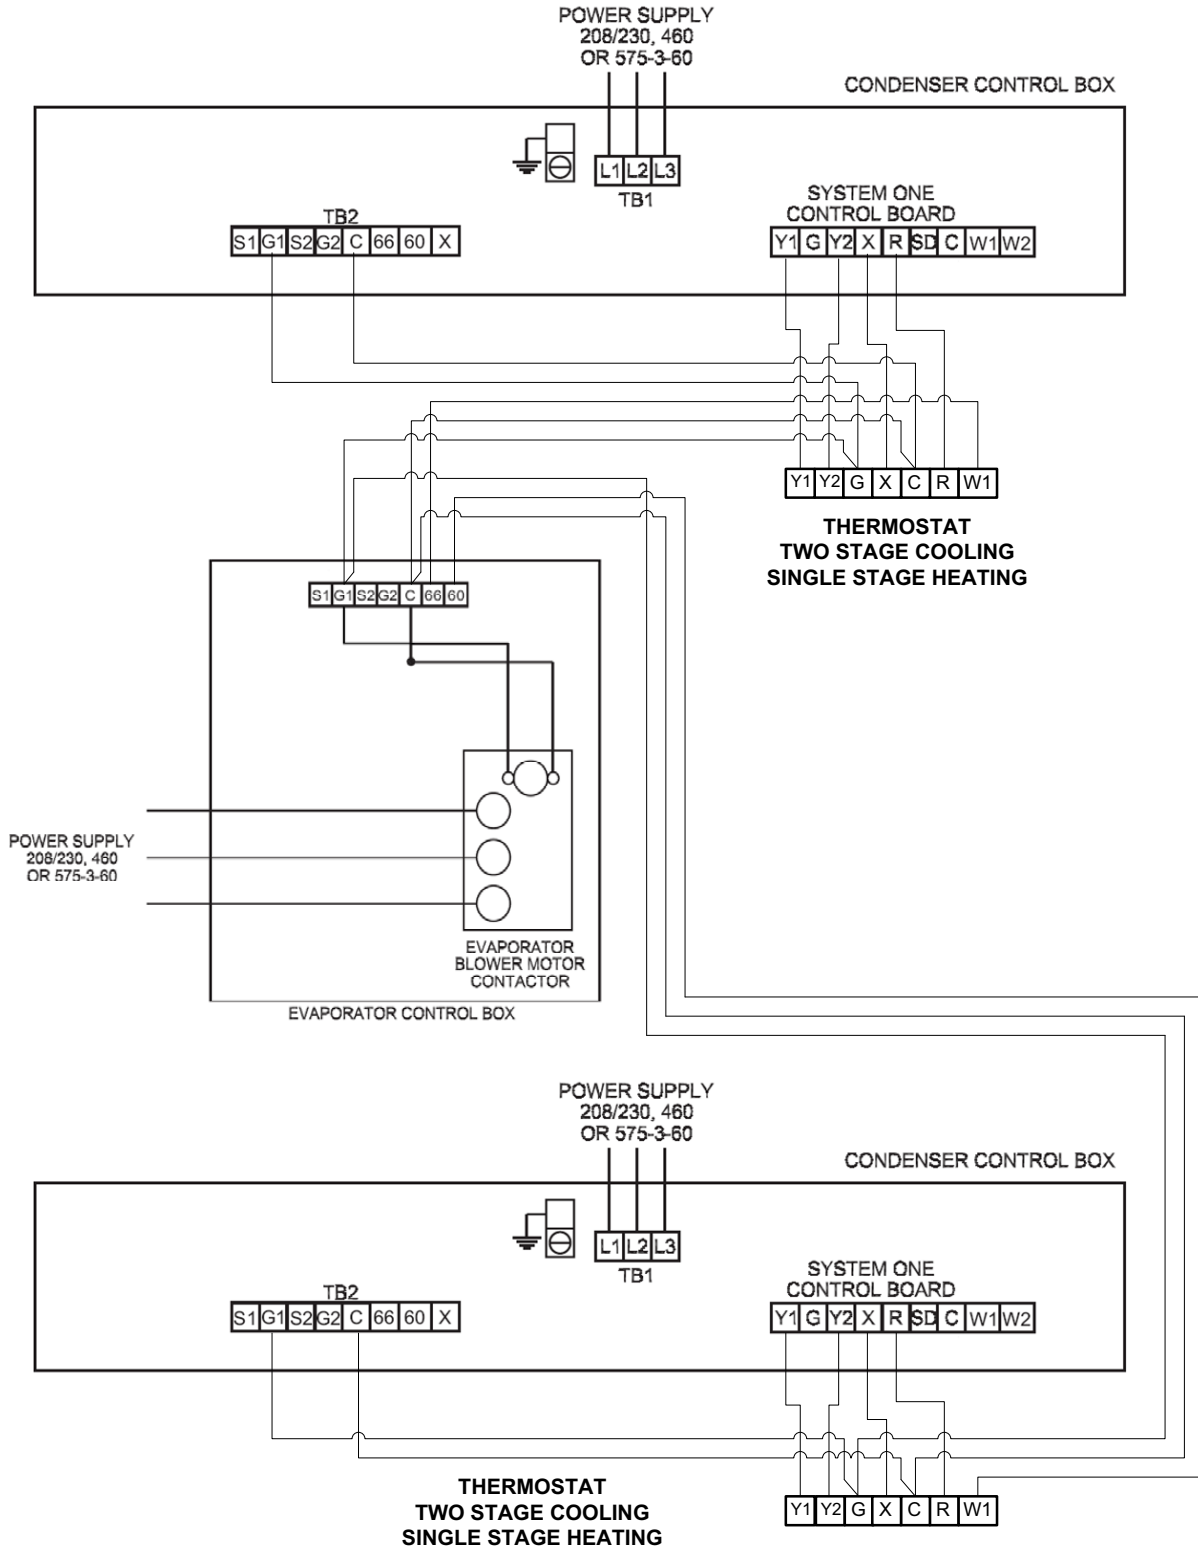 POWER SUPPLY
208/230, 460
OR 575-3-60
CONDENSER CONTROL BOX
L1 L2 L3
TB1
SYSTEM ONE
CONTROL BOARD
TB2
S1 G1 S2 G2 C 66 60 X
Y1 G Y2 X R SD C W1 W2
Y1 Y2 G X C R W1
THERMOSTAT
TWO STAGE COOLING
SINGLE STAGE HEATING
S1 G1 S2 G2 C 66 60
POWER SUPPLY
208/230, 460
OR 575-3-60
EVAPORATOR
BLOWER MOTOR
CONTACTOR
EVAPORATOR CONTROL BOX
POWER SUPPLY
208/230, 460
OR 575-3-60
CONDENSER CONTROL BOX
L1 L2 L3
TB1
SYSTEM ONE
CONTROL BOARD
TB2
S1 G1 S2 G2 C 66 60 X
Y1 G Y2 X R SD C W1 W2
THERMOSTAT
TWO STAGE COOLING
SINGLE STAGE HEATING
Y1 Y2 G X C R W1